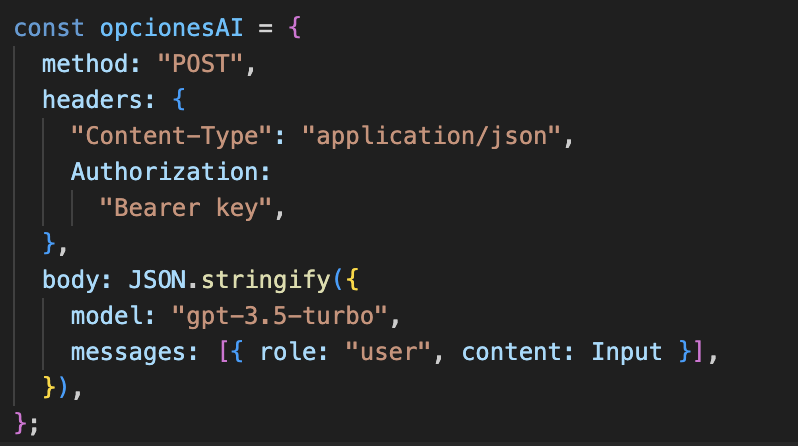 const opcionesAI = {
  method: "POST",
  headers: {
    "Content-Type": "application/json",
    Authorization:
      "Bearer key",
  },
  body: JSON.stringify({
    model: "gpt-3.5-turbo",
    messages: [{ role: "user", content: Input }],
  }),
};